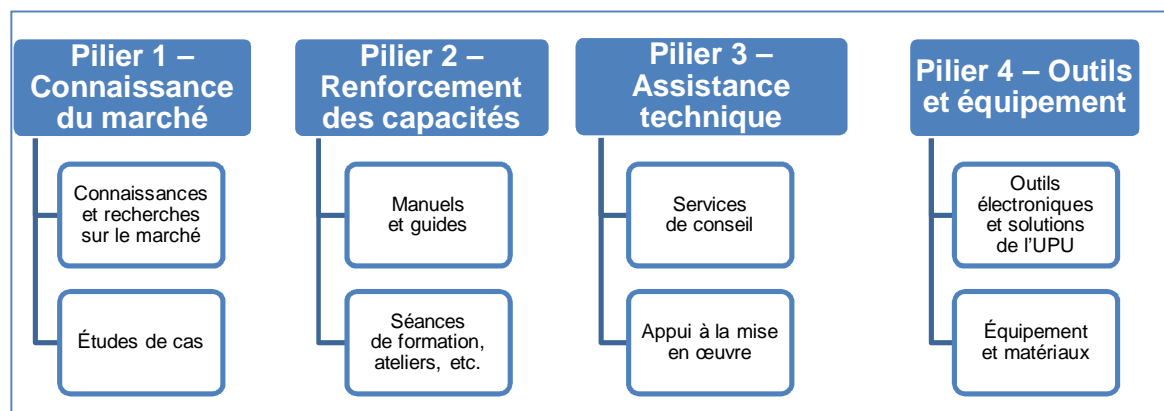 Pilier 1 –
Connaissance
du marché
Connaissances
et recherches
sur le marché
Études de cas
Pilier 2 –
Renforcement
des capacités
Manuels
et guides
Séances
de formation,
ateliers, etc.
Pilier 3 –
Assistance
technique
Services
de conseil
Appui à la mise
en œuvre
Pilier 4 – Outils
et équipement
Outils
électroniques
et solutions
de l’UPU
Équipement
et matériaux